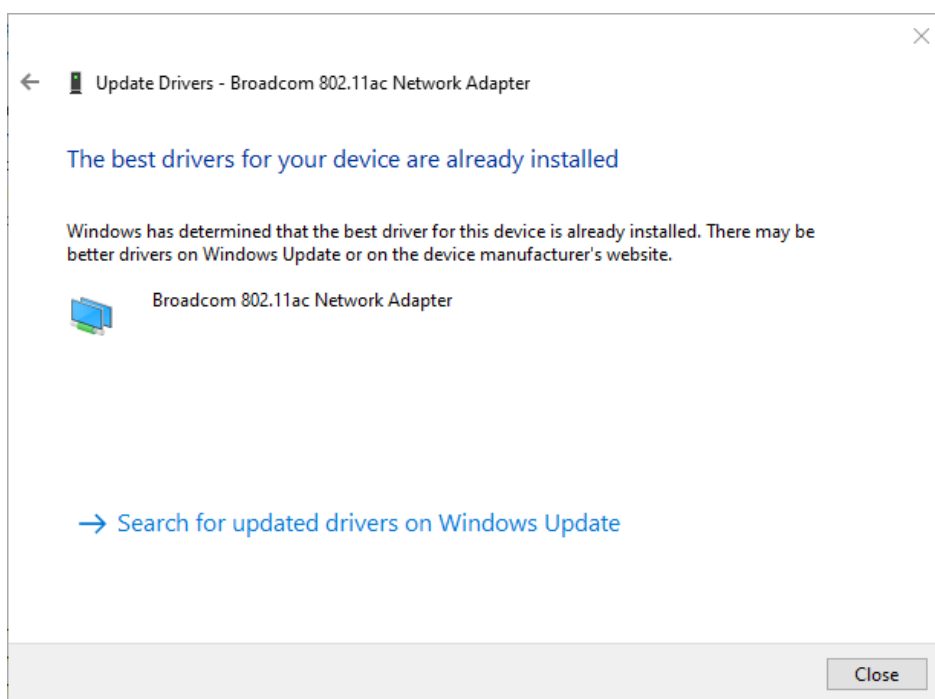 Update Drivers - Broadcom 802.11ac Network Adapter
The best drivers for your device are already installed
Windows has determined that the best driver for this device is already installed. There may be
better drivers on Windows Update or on the device manufacturer's website.
Broadcom 802.11ac Network Adapter
Search for updated drivers on Windows Update
Close